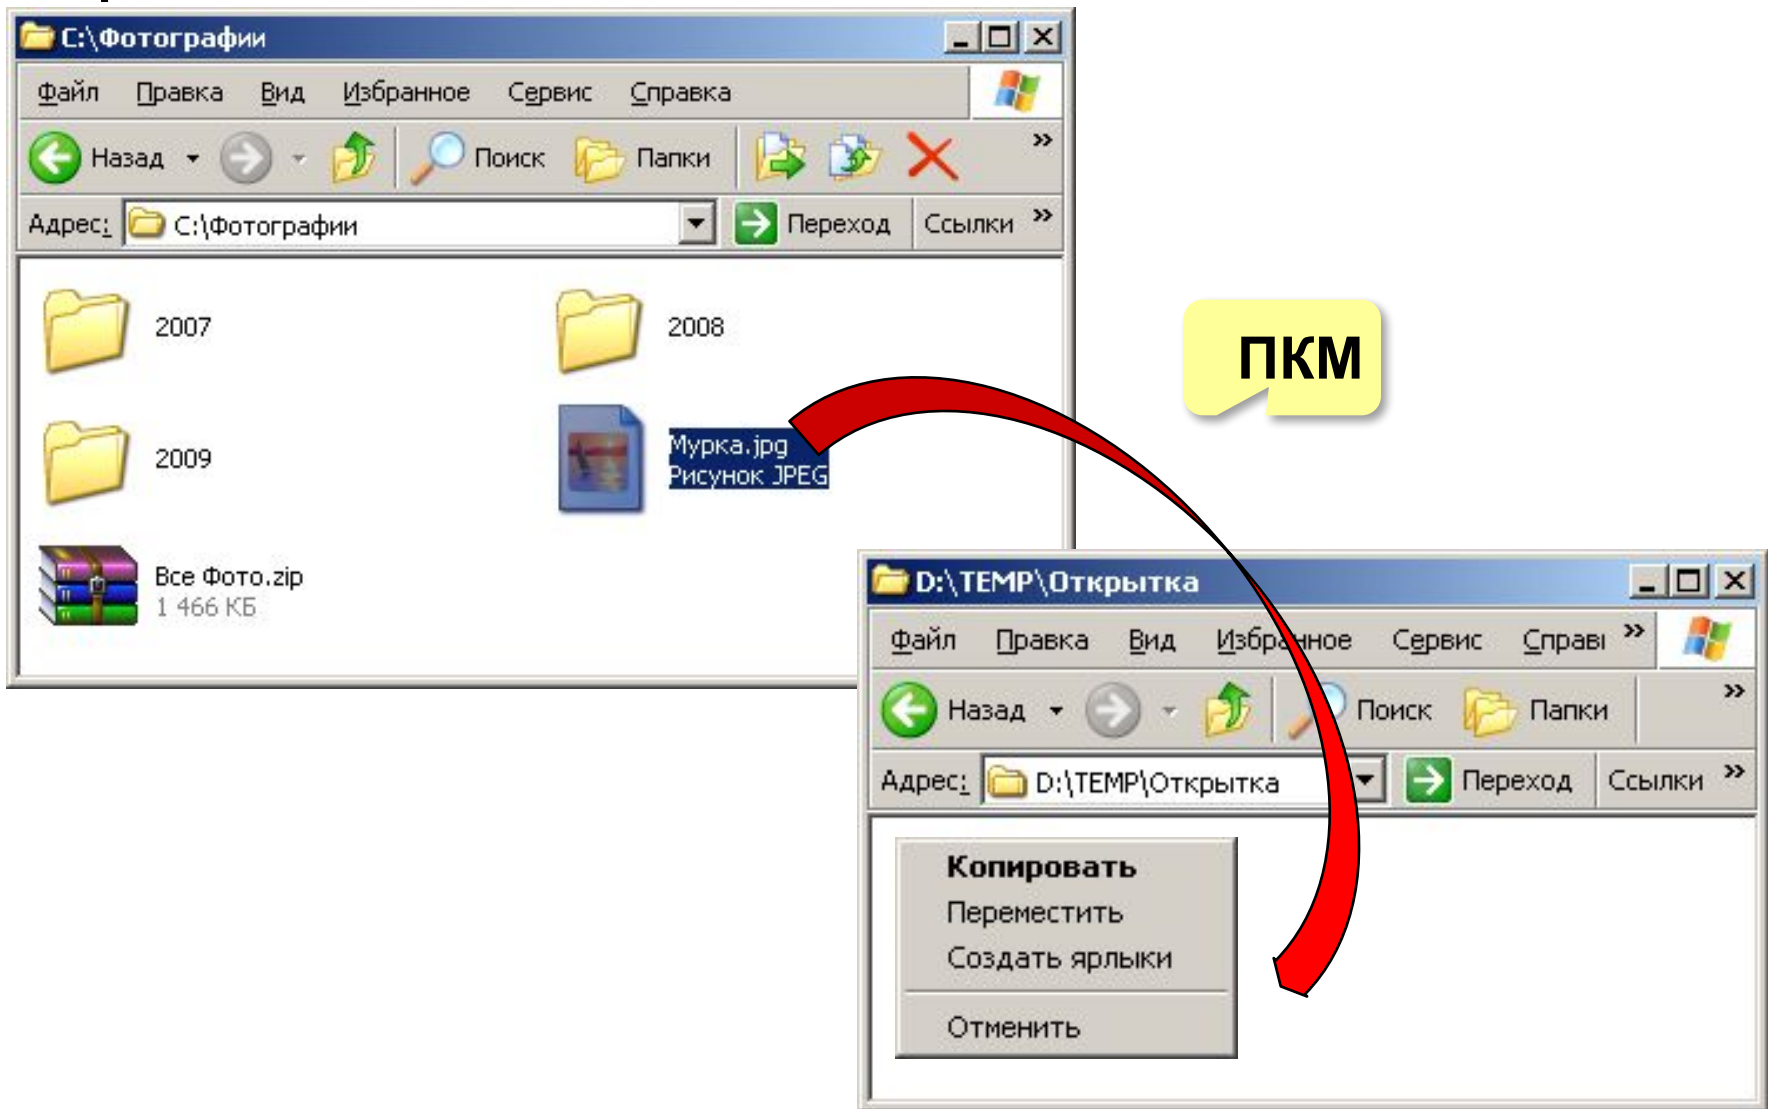 C:\Фотографии
Файл Правка Вид Избранное Сервис Справка
Назад Поиск Папки »
Адрес: C:\Фотографии Переход Ссылки »
2007 2008
2009
Мурка.jpg
Рисунок JPEG
Все Фото.zip
1 466 КБ
ПКМ
D:\TEMP\Открытка
Файл Правка Вид Избранное Сервис Справ »
Назад Поиск Папки »
Адрес: D:\TEMP\Открытка Переход Ссылки »
Копировать
Переместить
Создать ярлыки
Отменить